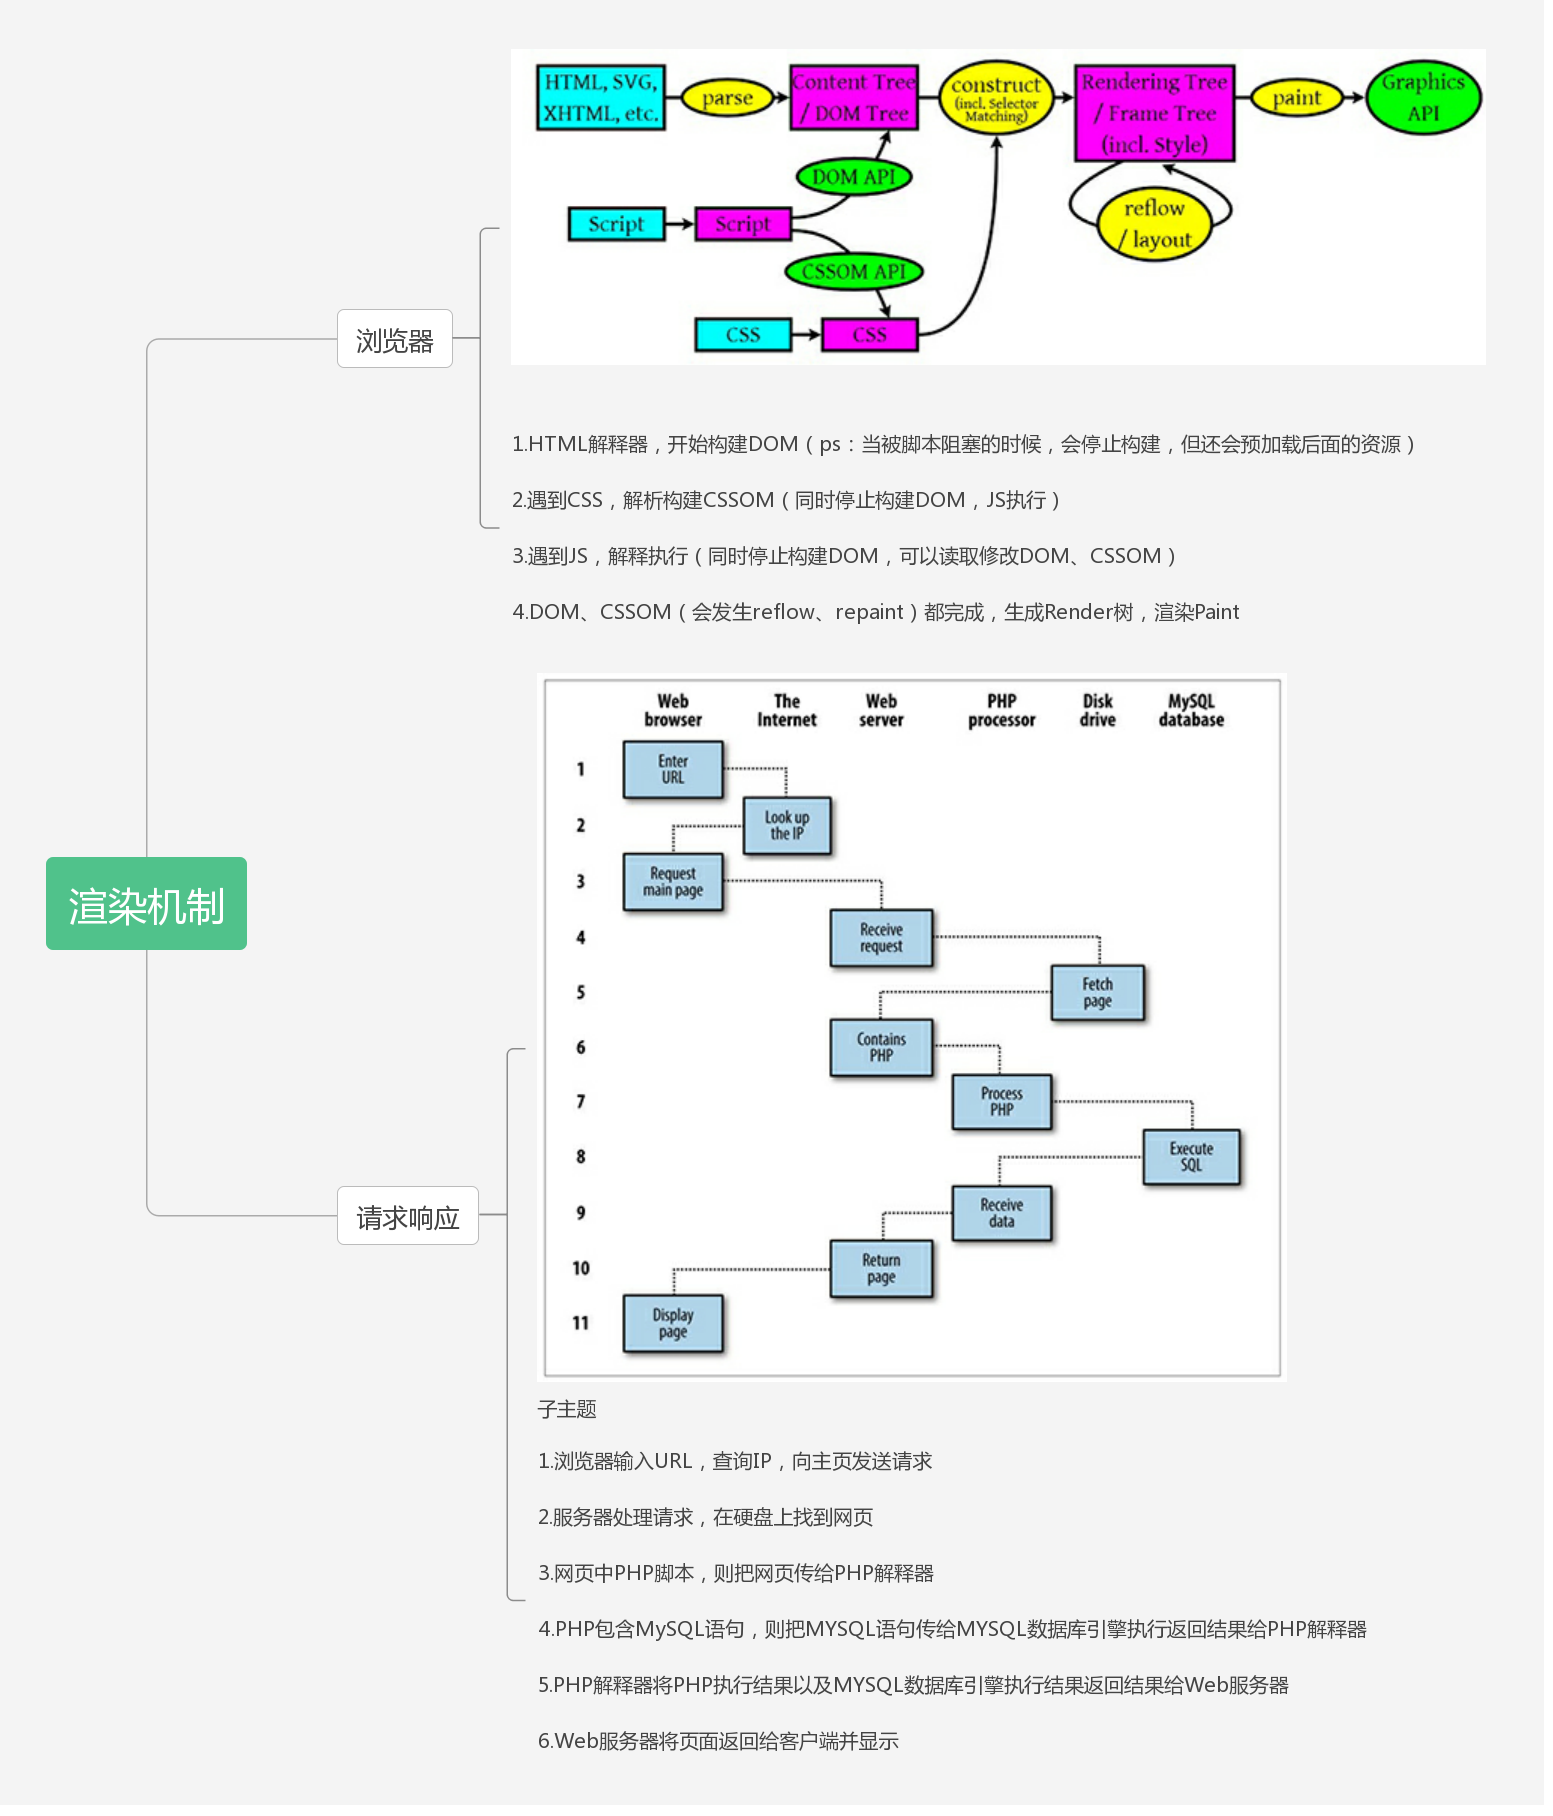 HTML, SVG,
XHTML, etc.
parse
Content Tree
/ DOM Tree
construct
(incl. Selector
Matching)
Rendering Tree
/ Frame Tree
(incl. Style)
paint
Graphics
API
DOM API
Script
Script
reflow
/ layout
CSSOM API
CSS
CSS
浏览器
1.HTML解释器，开始构建DOM（ps：当被脚本阻塞的时候，会停止构建，但还会预加载后面的资源）
2.遇到CSS，解析构建CSSOM（同时停止构建DOM，JS执行）
3.遇到JS，解释执行（同时停止构建DOM，可以读取修改DOM、CSSOM）
4.DOM、CSSOM（会发生reflow、repaint）都完成，生成Render树，渲染Paint
渲染机制
请求响应
Web
browser
The
Internet
Web
server
PHP
processor
Disk
drive
MySQL
database
1
Enter
URL
2
Look up
the IP
3
Request
main page
4
Receive
request
5
Fetch
page
6
Contains
PHP
7
Process
PHP
8
Execute
SQL
9
Receive
data
10
Return
page
11
Display
page
子主题
1.浏览器输入URL，查询IP，向主页发送请求
2.服务器处理请求，在硬盘上找到网页
3.网页中PHP脚本，则把网页传给PHP解释器
4.PHP包含MySQL语句，则把MYSQL语句传给MYSQL数据库引擎执行返回结果给PHP解释器
5.PHP解释器将PHP执行结果以及MYSQL数据库引擎执行结果返回结果给Web服务器
6.Web服务器将页面返回给客户端并显示